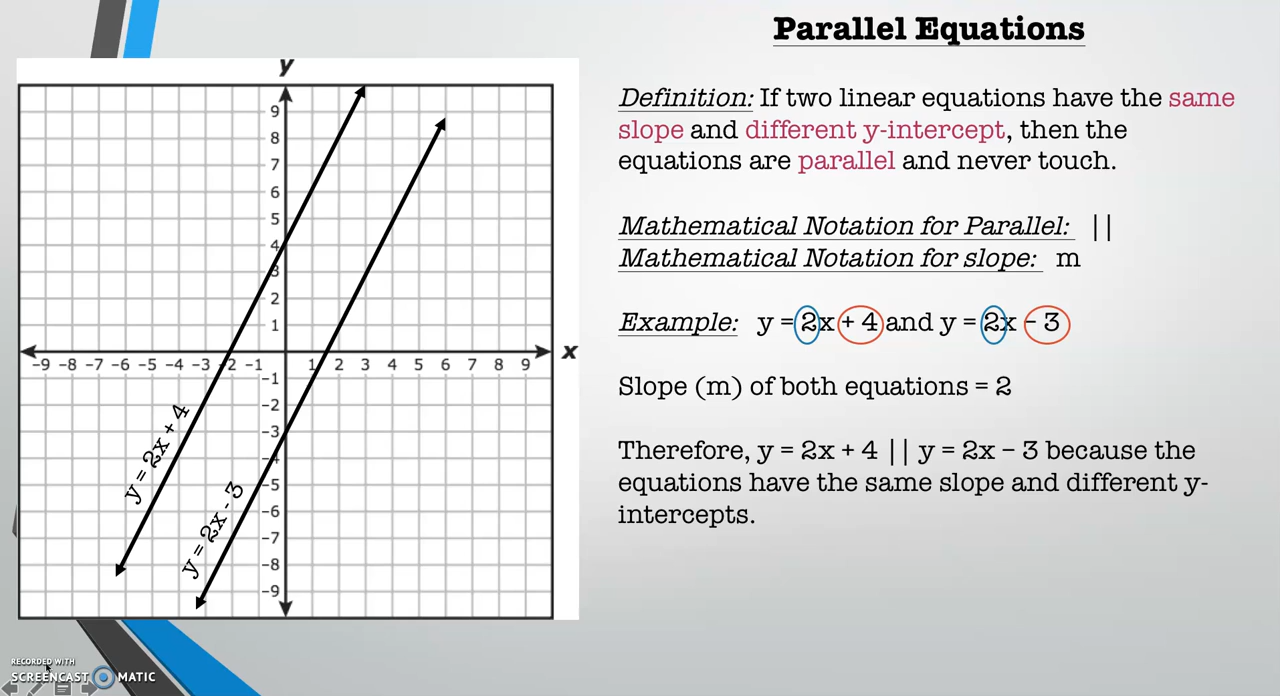 Parallel Equations
Definition: If two linear equations have the same
slope and different y-intercept, then the
equations are parallel and never touch.
Mathematical Notation for Parallel: ||
Mathematical Notation for slope: m
Example: y = 2x + 4 and y = 2x - 3
Slope (m) of both equations = 2
Therefore, y = 2x + 4 || y = 2x - 3 because the
equations have the same slope and different y-
intercepts.
y
9
8
7
6
5
4
3
2
1
x
-9 -8 -7 -6 -5 -4 -3 -2 -1 1 2 3 4 5 6 7 8 9
-1
-2
-3
-4
-5
-6
-7
-8
-9
y = 2x + 4
y = 2x - 3
RECORDED WITH
SCREENCAST MATIC